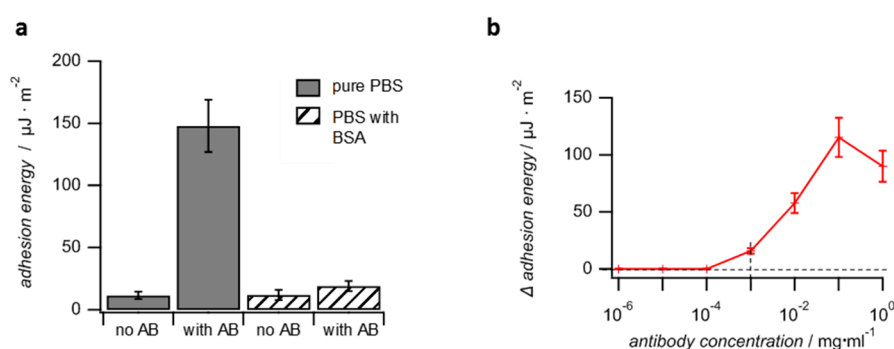 a
200
150
100
50
0
adhesion energy / µJ · m⁻²
pure PBS
PBS with
BSA
no AB with AB no AB with AB
b
150
100
50
0
Δ adhesion energy / µJ · m⁻²
10⁻⁶ 10⁻⁴ 10⁻² 10⁰
antibody concentration / mg·ml⁻¹